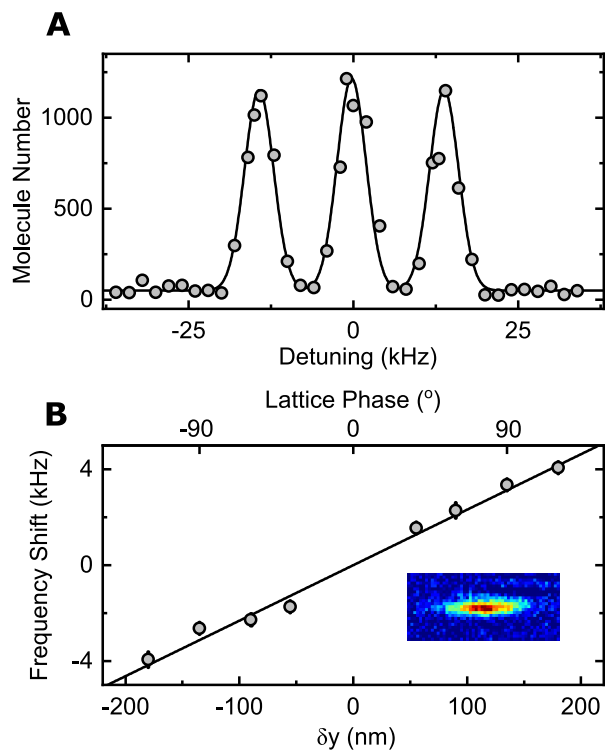 A
1000
500
0
Molecule Number
-25
0
25
Detuning (kHz)
B
Lattice Phase (°)
-90
0
90
4
0
-4
Frequency Shift (kHz)
-200
-100
0
100
200
δy (nm)